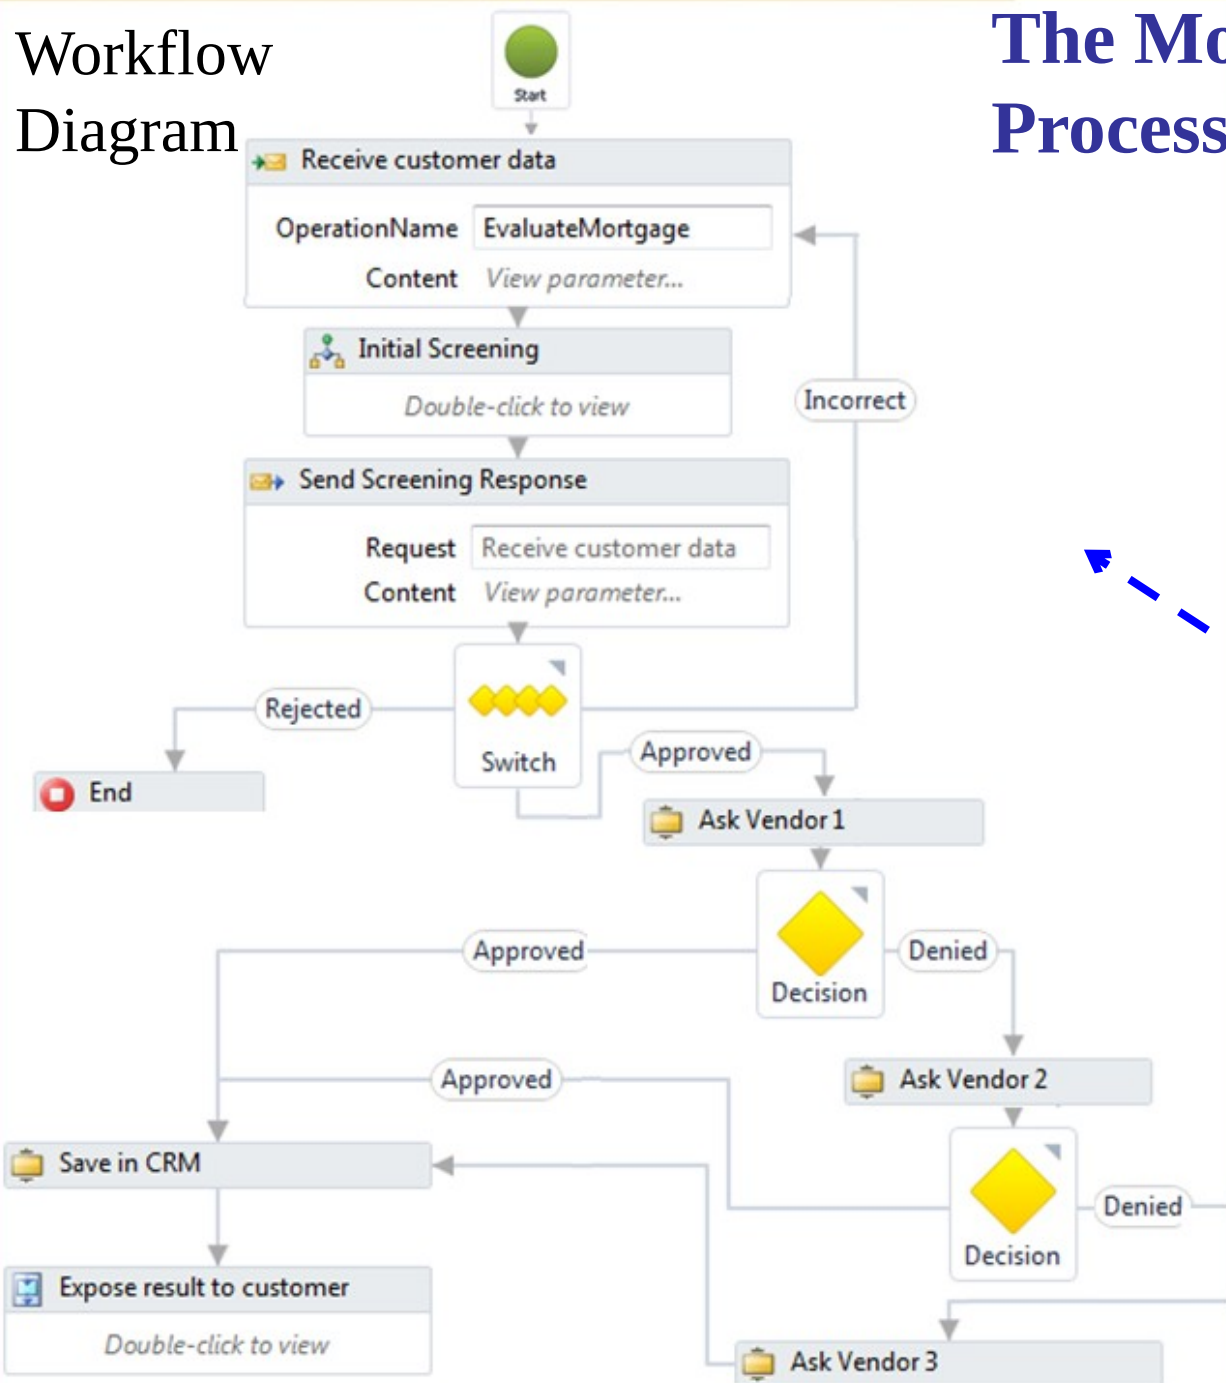 Workflow
Diagram
The Mo
Process
Start
Receive customer data
OperationName EvaluateMortgage
Content View parameter...
Initial Screening
Double-click to view
Incorrect
Send Screening Response
Request Receive customer data
Content View parameter...
Rejected
Switch
Approved
End
Ask Vendor 1
Approved
Denied
Decision
Approved
Ask Vendor 2
Save in CRM
Denied
Decision
Expose result to customer
Double-click to view
Ask Vendor 3